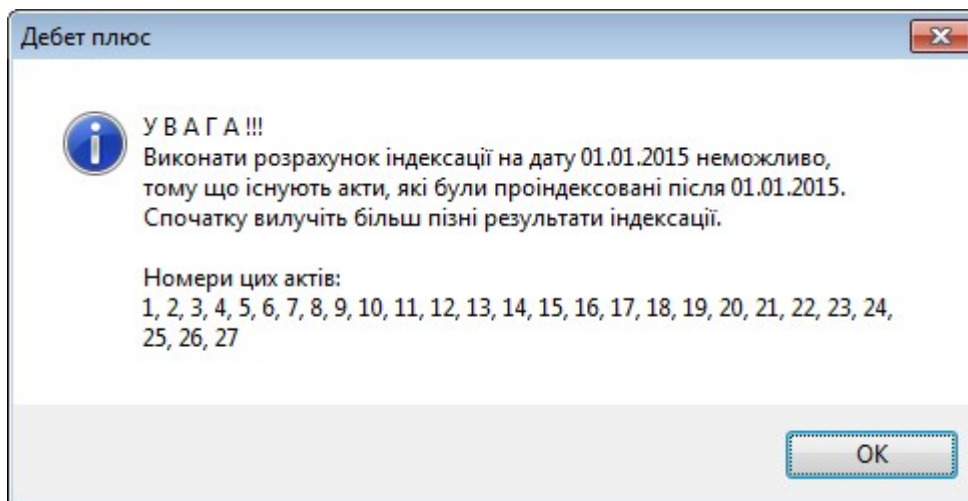 Дебет плюс
У В А Г А !!!
Виконати розрахунок індексації на дату 01.01.2015 неможливо,
тому що існують акти, які були проіндексовані після 01.01.2015.
Спочатку вилучіть більш пізні результати індексації.
Номери цих актів:
1, 2, 3, 4, 5, 6, 7, 8, 9, 10, 11, 12, 13, 14, 15, 16, 17, 18, 19, 20, 21, 22, 23, 24,
25, 26, 27
OK